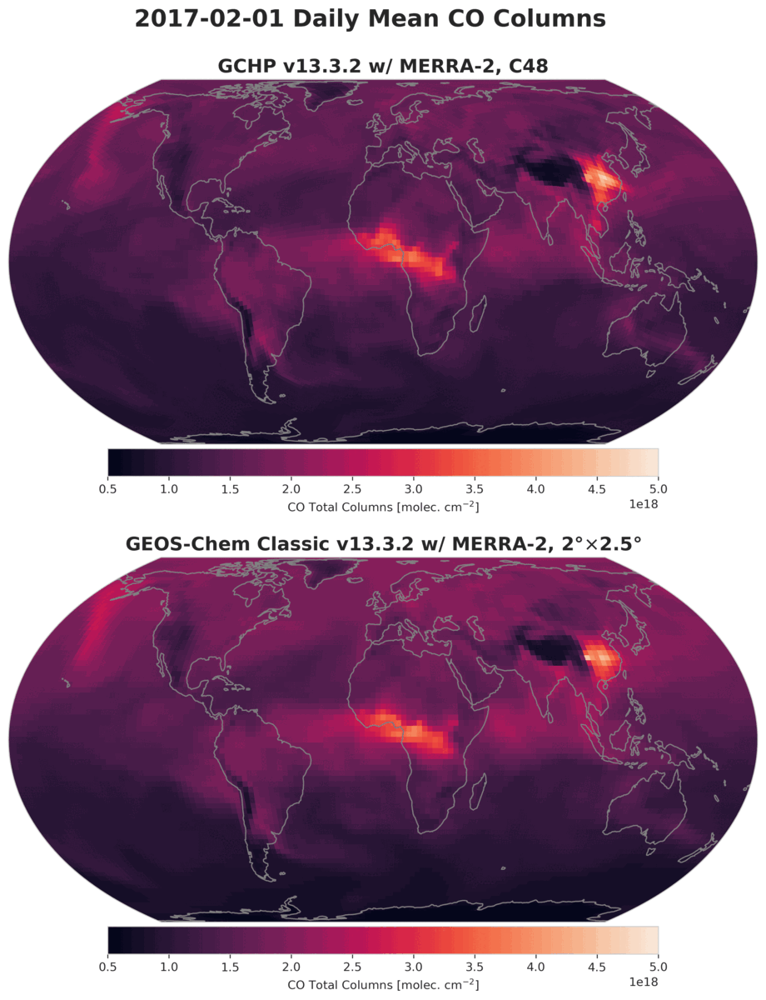 2017-02-01 Daily Mean CO Columns
GCHP v13.3.2 w/ MERRA-2, C48
0.5 1.0 1.5 2.0 2.5 3.0 3.5 4.0 4.5 5.0
1e18
CO Total Columns [molec. cm⁻²]
GEOS-Chem Classic v13.3.2 w/ MERRA-2, 2°×2.5°
0.5 1.0 1.5 2.0 2.5 3.0 3.5 4.0 4.5 5.0
1e18
CO Total Columns [molec. cm⁻²]